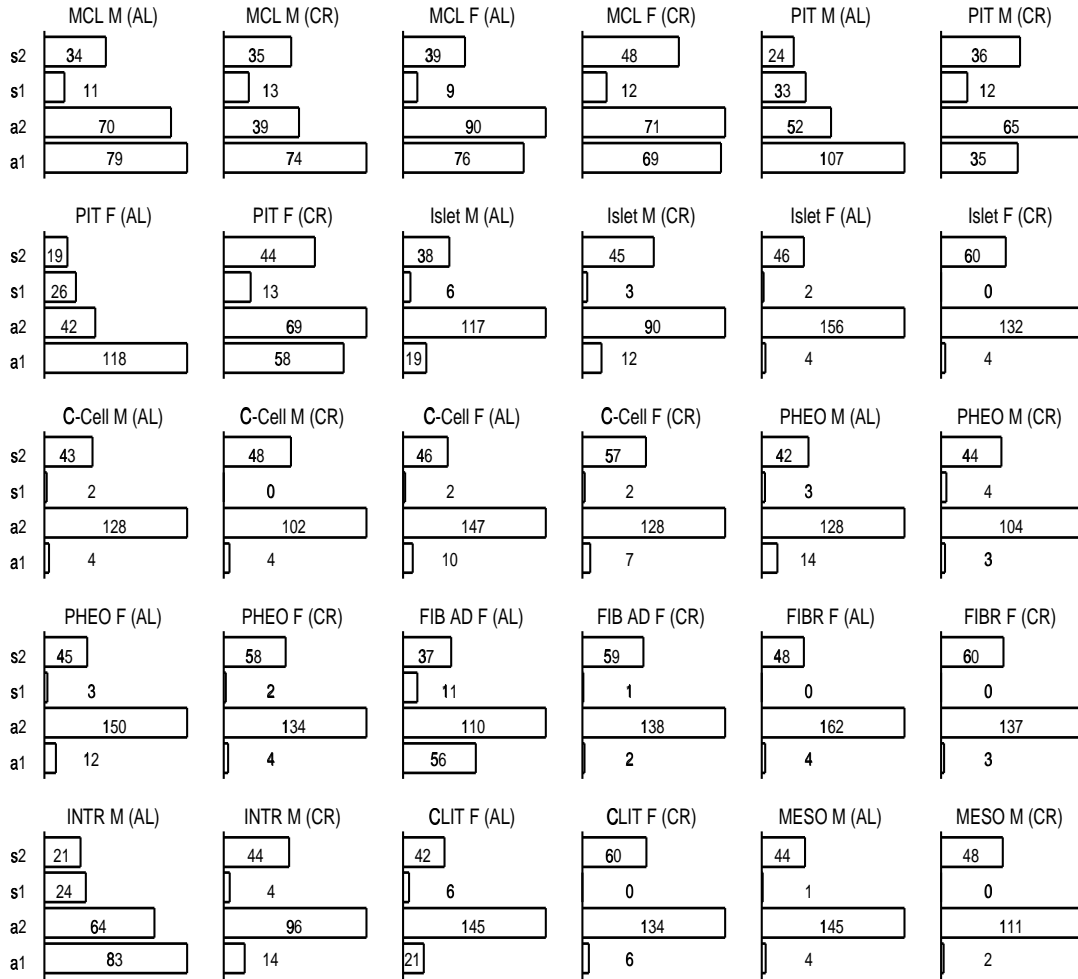 MCL M (AL) MCL M (CR) MCL F (AL) MCL F (CR) PIT M (AL) PIT M (CR)
s2 34 35 39 48 24 36
s1 11 13 9 12 33 12
a2 70 39 90 71 52 65
a1 79 74 76 69 107 35
PIT F (AL) PIT F (CR) Islet M (AL) Islet M (CR) Islet F (AL) Islet F (CR)
s2 19 44 38 45 46 60
s1 26 13 6 3 2 0
a2 42 69 117 90 156 132
a1 118 58 19 12 4 4
C-Cell M (AL) C-Cell M (CR) C-Cell F (AL) C-Cell F (CR) PHEO M (AL) PHEO M (CR)
s2 43 48 46 57 42 44
s1 2 0 2 2 3 4
a2 128 102 147 128 128 104
a1 4 4 10 7 14 3
PHEO F (AL) PHEO F (CR) FIB AD F (AL) FIB AD F (CR) FIBR F (AL) FIBR F (CR)
s2 45 58 37 59 48 60
s1 3 2 11 1 0 0
a2 150 134 110 138 162 137
a1 12 4 56 2 4 3
INTR M (AL) INTR M (CR) CLIT F (AL) CLIT F (CR) MESO M (AL) MESO M (CR)
s2 21 44 42 60 44 48
s1 24 4 6 0 1 0
a2 64 96 145 134 145 111
a1 83 14 21 6 4 2